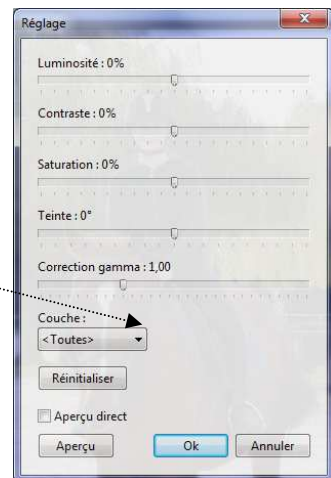 Réglage
Luminosité : 0%
Contraste : 0%
Saturation : 0%
Teinte : 0°
Correction gamma : 1,00
Couche :
<Toutes>
Réinitialiser
Aperçu direct
Aperçu Ok Annuler